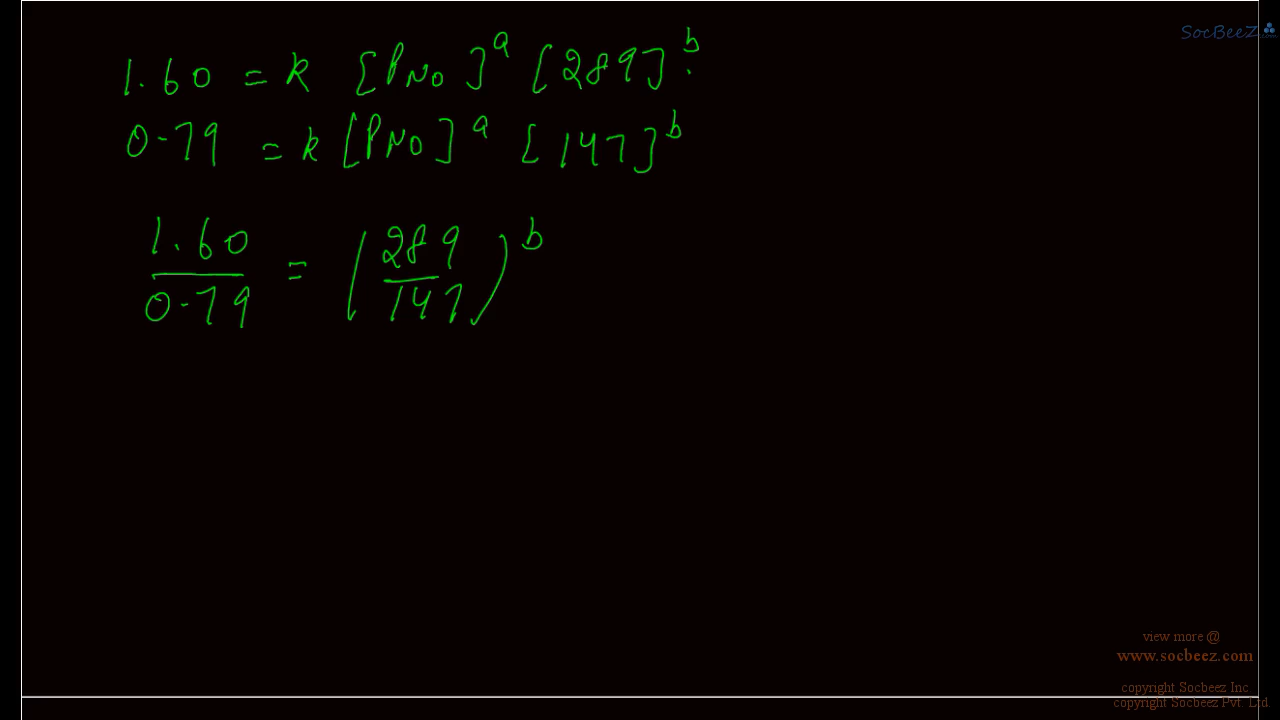 SocBeeZ.com
1.60 = k [P_NO]^a [289]^b.
0.79 = k [P_NO]^a [147]^b
1.60/0.79 = (289/147)^b
view more @
www.socbeez.com
copyright Socbeez Inc
copyright Socbeez Pvt Ltd.